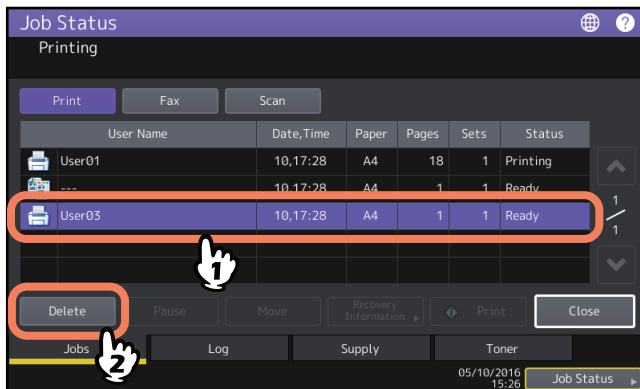 Job Status ?
Printing
Print Fax Scan
User Name Date,Time Paper Pages Sets Status
User01 10,17:28 A4 18 1 Printing
--- 10,17:28 A4 1 1 Ready
User03 10,17:28 A4 1 1 Ready
1
1
1
Delete Pause Move Recovery Information Print Close
2
Jobs Log Supply Toner
05/10/2016
15:26 Job Status